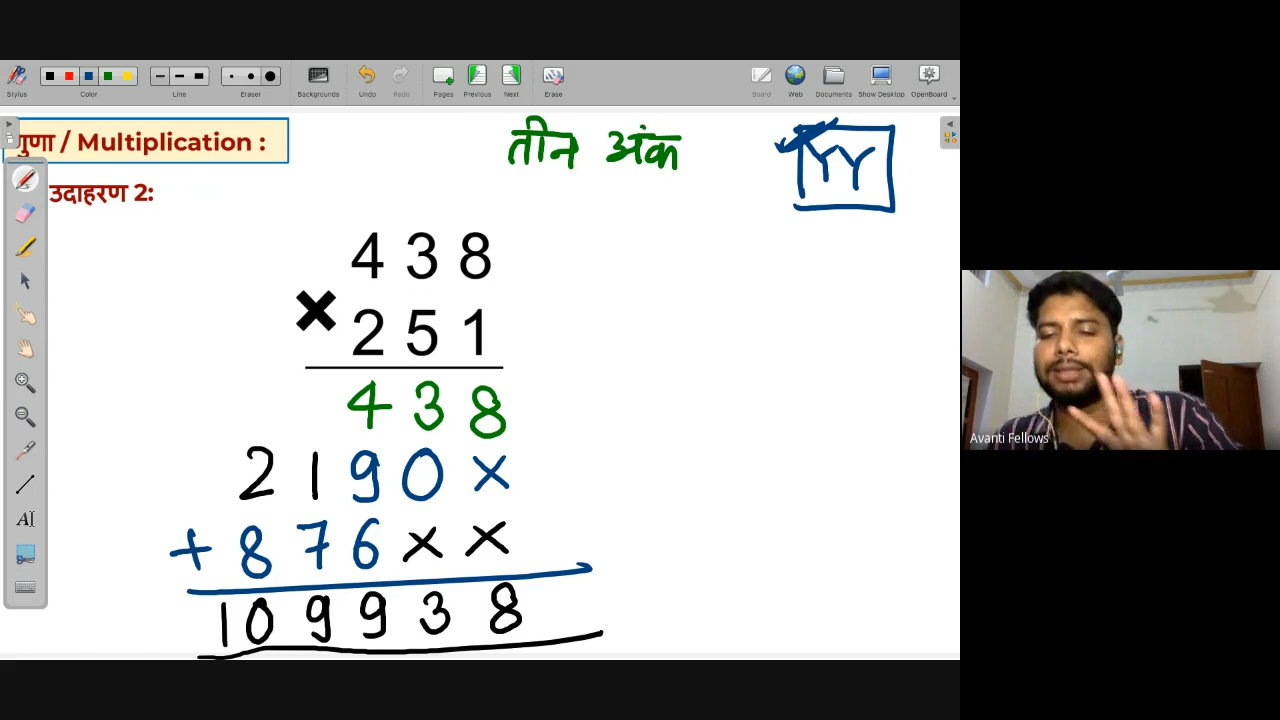 Stylus Color Line Eraser Backgrounds Undo Redo Pages Previous Next Erase Board Web Documents Show Desktop OpenBoard
गुणा / Multiplication :
तीन अंक
YY
उदाहरण 2:
4 3 8
× 2 5 1
4 3 8
2 1 9 0 ×
+ 8 7 6 × ×
1 0 9 9 3 8
Avanti Fellows